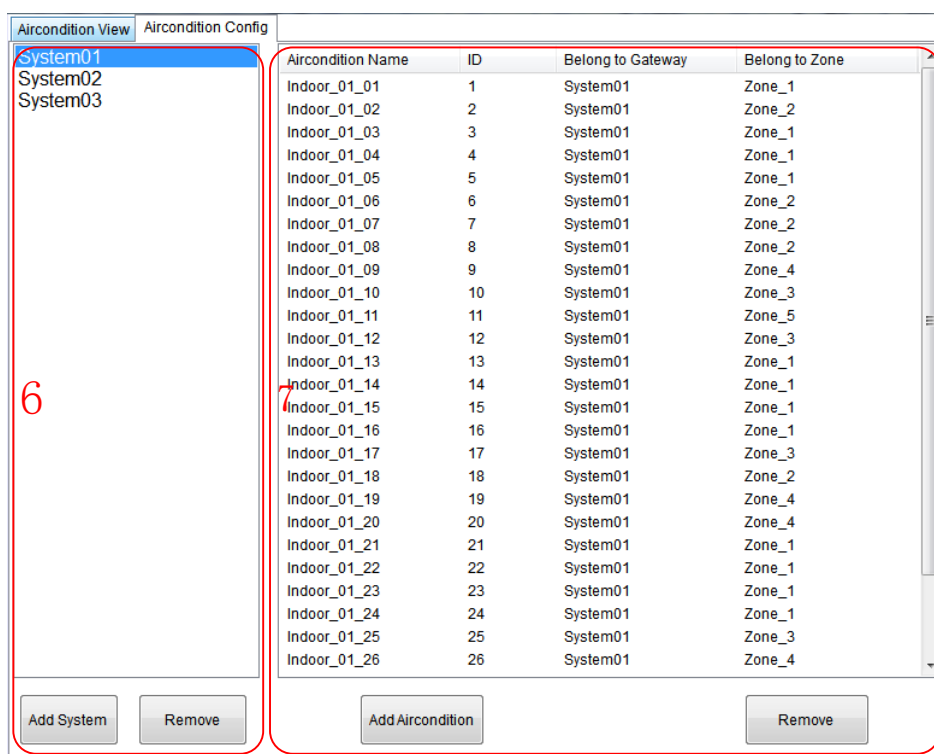 Aircondition View Aircondition Config
System01
System02
System03
6
Add System Remove
Aircondition Name ID Belong to Gateway Belong to Zone
Indoor_01_01 1 System01 Zone_1
Indoor_01_02 2 System01 Zone_2
Indoor_01_03 3 System01 Zone_1
Indoor_01_04 4 System01 Zone_1
Indoor_01_05 5 System01 Zone_1
Indoor_01_06 6 System01 Zone_2
Indoor_01_07 7 System01 Zone_2
Indoor_01_08 8 System01 Zone_2
Indoor_01_09 9 System01 Zone_4
Indoor_01_10 10 System01 Zone_3
Indoor_01_11 11 System01 Zone_5
Indoor_01_12 12 System01 Zone_3
Indoor_01_13 13 System01 Zone_1
Indoor_01_14 14 System01 Zone_1
7
Indoor_01_15 15 System01 Zone_1
Indoor_01_16 16 System01 Zone_1
Indoor_01_17 17 System01 Zone_3
Indoor_01_18 18 System01 Zone_2
Indoor_01_19 19 System01 Zone_4
Indoor_01_20 20 System01 Zone_4
Indoor_01_21 21 System01 Zone_1
Indoor_01_22 22 System01 Zone_1
Indoor_01_23 23 System01 Zone_1
Indoor_01_24 24 System01 Zone_1
Indoor_01_25 25 System01 Zone_3
Indoor_01_26 26 System01 Zone_4
Add Aircondition Remove